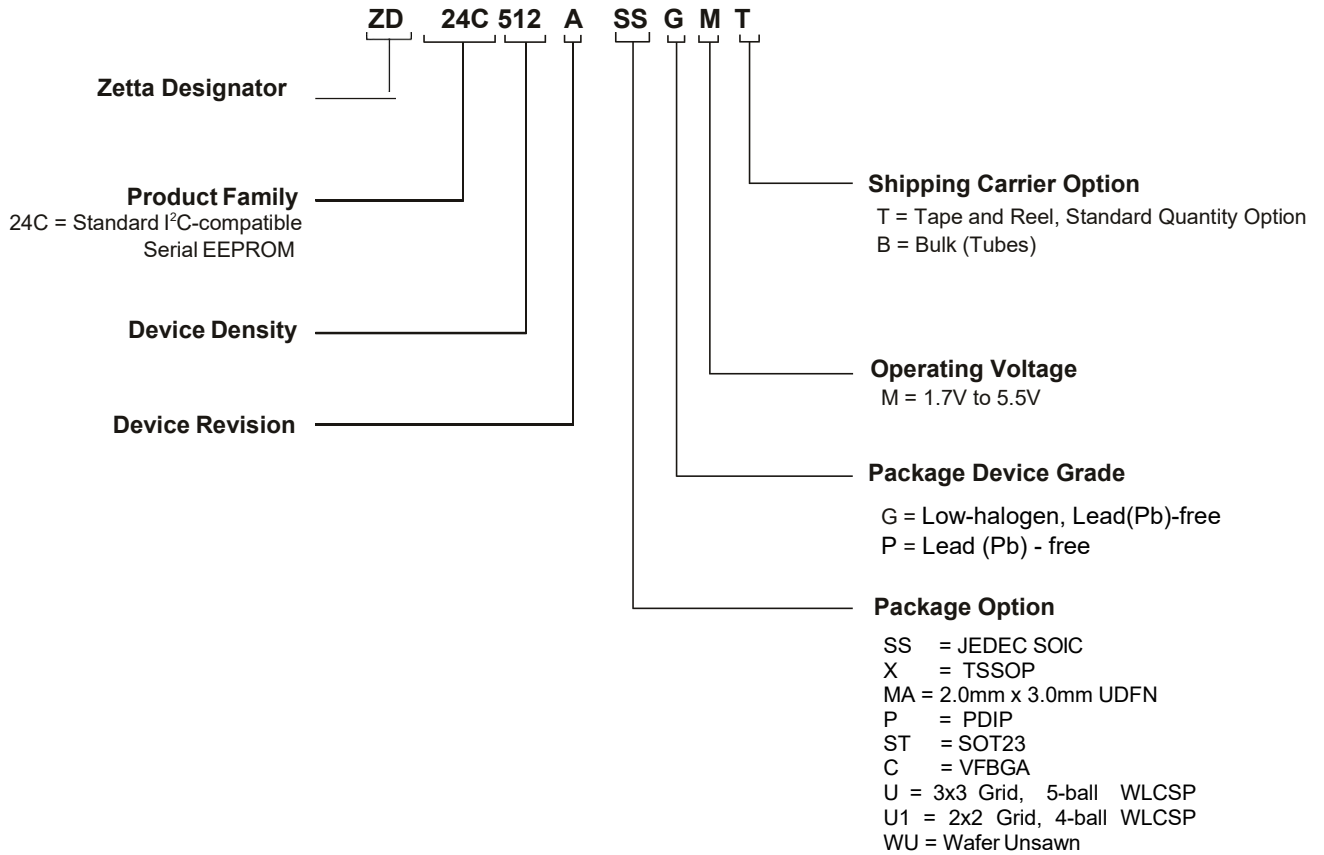 ZD 24C 512 A SS G M T
Zetta Designator
Product Family
24C = Standard I²C-compatible
Serial EEPROM
Device Density
Device Revision
Shipping Carrier Option
T = Tape and Reel, Standard Quantity Option
B = Bulk (Tubes)
Operating Voltage
M = 1.7V to 5.5V
Package Device Grade
G = Low-halogen, Lead(Pb)-free
P = Lead (Pb) - free
Package Option
SS = JEDEC SOIC
X = TSSOP
MA = 2.0mm x 3.0mm UDFN
P = PDIP
ST = SOT23
C = VFBGA
U = 3x3 Grid, 5-ball WLCSP
U1 = 2x2 Grid, 4-ball WLCSP
WU = Wafer Unsawn